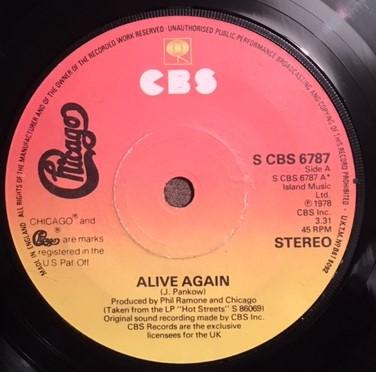 ALL RIGHTS OF THE MANUFACTURER AND OF THE OWNER OF THE RECORDED WORK RESERVED · UNAUTHORISED PUBLIC PERFORMANCE BROADCASTING AND COPYING OF THIS RECORD PROHIBITED · U.K.T.M. Nº
CBS
Chicago
S CBS 6787
Side A
S CBS 6787 A*
Island Music
Ltd.
℗ 1978
CBS Inc.
3.31
45 RPM
STEREO
CHICAGO® and
Chicago® are marks
registered in the
U.S. Pat. Off.
MADE IN ENGLAND
ALIVE AGAIN
(J. Pankow)
Produced by Phil Ramone and Chicago
(Taken from the LP "Hot Streets" S 86069)
Original sound recording made by CBS Inc.
CBS Records are the exclusive
licensees for the UK